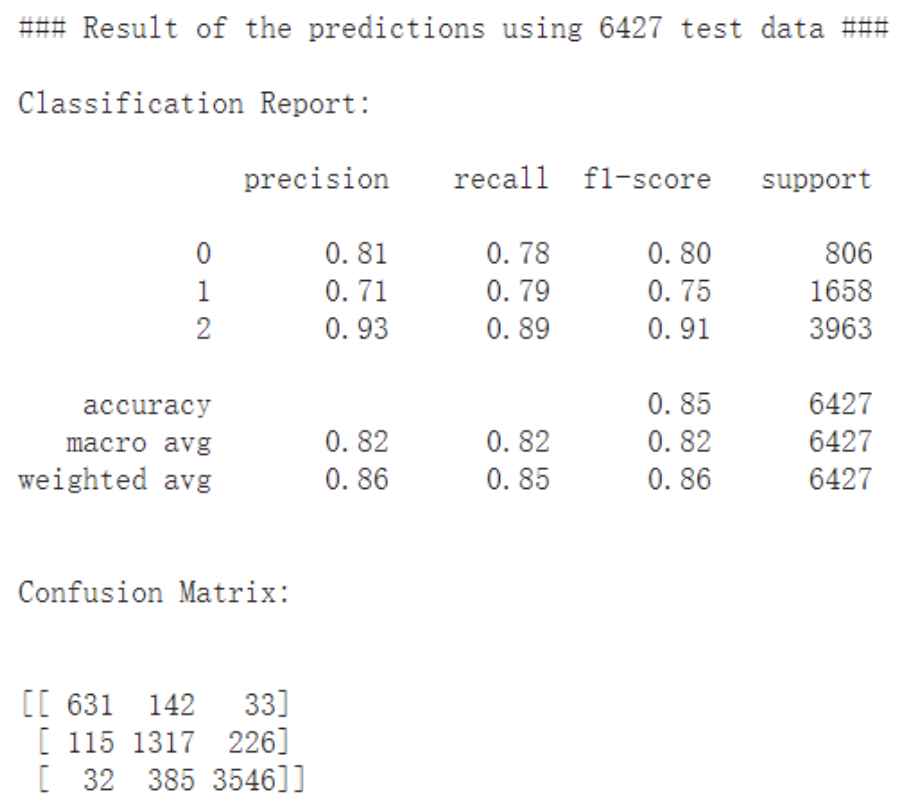 ### Result of the predictions using 6427 test data ###
Classification Report:
precision recall f1-score support
0 0.81 0.78 0.80 806
1 0.71 0.79 0.75 1658
2 0.93 0.89 0.91 3963
accuracy 0.85 6427
macro avg 0.82 0.82 0.82 6427
weighted avg 0.86 0.85 0.86 6427
Confusion Matrix:
[[ 631 142 33]
[ 115 1317 226]
[ 32 385 3546]]